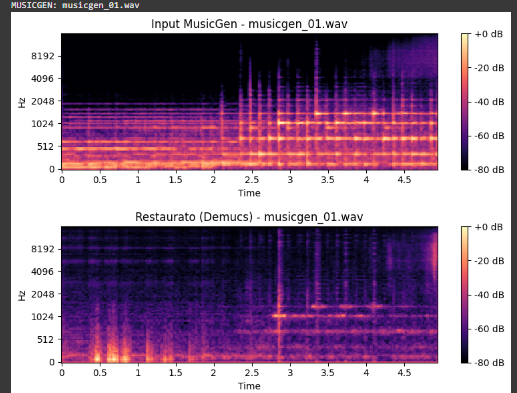 MUSICGEN: musicgen_01.wav
Input MusicGen - musicgen_01.wav
8192
4096
2048
1024
512
0
Hz
0 0.5 1 1.5 2 2.5 3 3.5 4 4.5
Time
+0 dB
-20 dB
-40 dB
-60 dB
-80 dB
Restaurato (Demucs) - musicgen_01.wav
8192
4096
2048
1024
512
0
Hz
0 0.5 1 1.5 2 2.5 3 3.5 4 4.5
Time
+0 dB
-20 dB
-40 dB
-60 dB
-80 dB